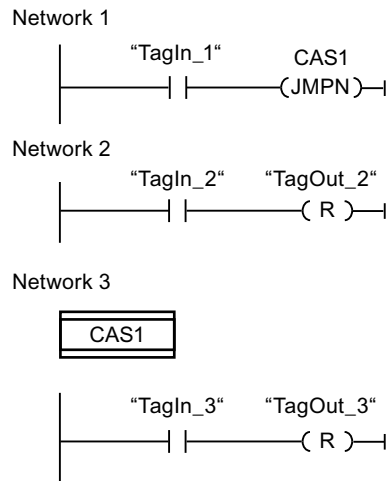 Network 1
“TagIn_1“ CAS1
JMPN
Network 2
“TagIn_2“ “TagOut_2“
R
Network 3
CAS1
“TagIn_3“ “TagOut_3“
R